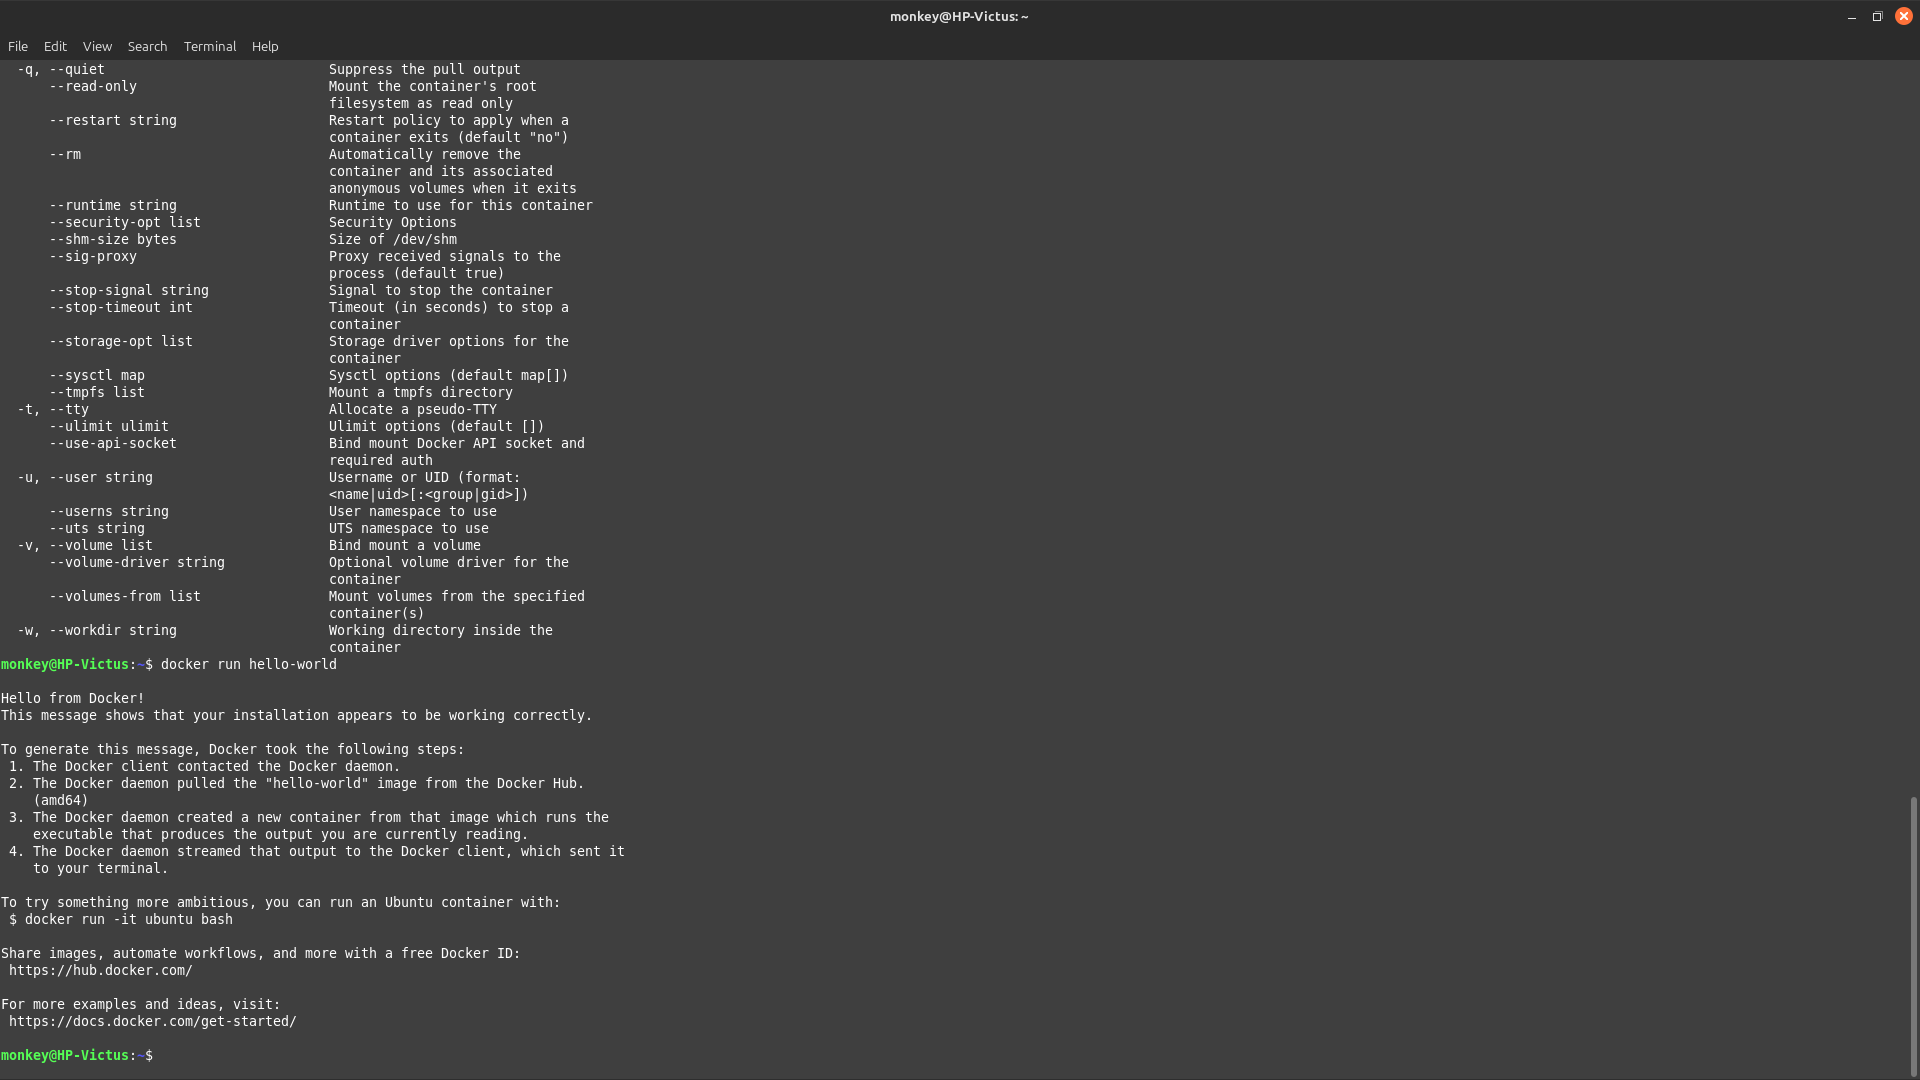 monkey@HP-Victus: ~
File Edit View Search Terminal Help
  -q, --quiet                            Suppress the pull output
      --read-only                        Mount the container's root
                                         filesystem as read only
      --restart string                   Restart policy to apply when a
                                         container exits (default "no")
      --rm                               Automatically remove the
                                         container and its associated
                                         anonymous volumes when it exits
      --runtime string                   Runtime to use for this container
      --security-opt list                Security Options
      --shm-size bytes                   Size of /dev/shm
      --sig-proxy                        Proxy received signals to the
                                         process (default true)
      --stop-signal string               Signal to stop the container
      --stop-timeout int                 Timeout (in seconds) to stop a
                                         container
      --storage-opt list                 Storage driver options for the
                                         container
      --sysctl map                       Sysctl options (default map[])
      --tmpfs list                       Mount a tmpfs directory
  -t, --tty                              Allocate a pseudo-TTY
      --ulimit ulimit                    Ulimit options (default [])
      --use-api-socket                   Bind mount Docker API socket and
                                         required auth
  -u, --user string                      Username or UID (format:
                                         <name|uid>[:<group|gid>])
      --userns string                    User namespace to use
      --uts string                       UTS namespace to use
  -v, --volume list                      Bind mount a volume
      --volume-driver string             Optional volume driver for the
                                         container
      --volumes-from list                Mount volumes from the specified
                                         container(s)
  -w, --workdir string                   Working directory inside the
                                         container
monkey@HP-Victus:~$ docker run hello-world

Hello from Docker!
This message shows that your installation appears to be working correctly.

To generate this message, Docker took the following steps:
 1. The Docker client contacted the Docker daemon.
 2. The Docker daemon pulled the "hello-world" image from the Docker Hub.
    (amd64)
 3. The Docker daemon created a new container from that image which runs the
    executable that produces the output you are currently reading.
 4. The Docker daemon streamed that output to the Docker client, which sent it
    to your terminal.

To try something more ambitious, you can run an Ubuntu container with:
 $ docker run -it ubuntu bash

Share images, automate workflows, and more with a free Docker ID:
 https://hub.docker.com/

For more examples and ideas, visit:
 https://docs.docker.com/get-started/

monkey@HP-Victus:~$